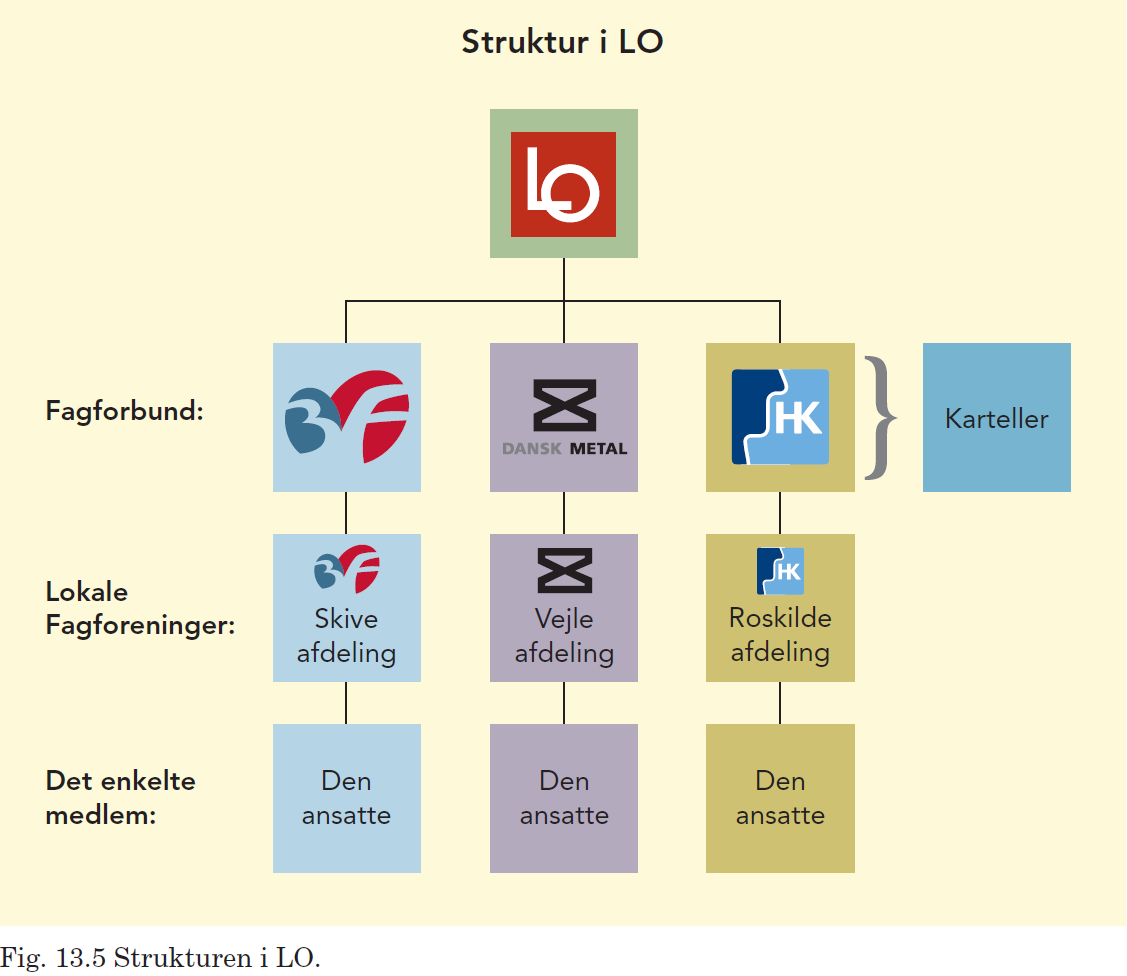 Struktur i LO
LO
Fagforbund:
3F
DANSK METAL
HK
Karteller
Lokale
Fagforeninger:
3F
Skive
afdeling
Vejle
afdeling
HK
Roskilde
afdeling
Det enkelte
medlem:
Den
ansatte
Den
ansatte
Den
ansatte
Fig. 13.5 Strukturen i LO.